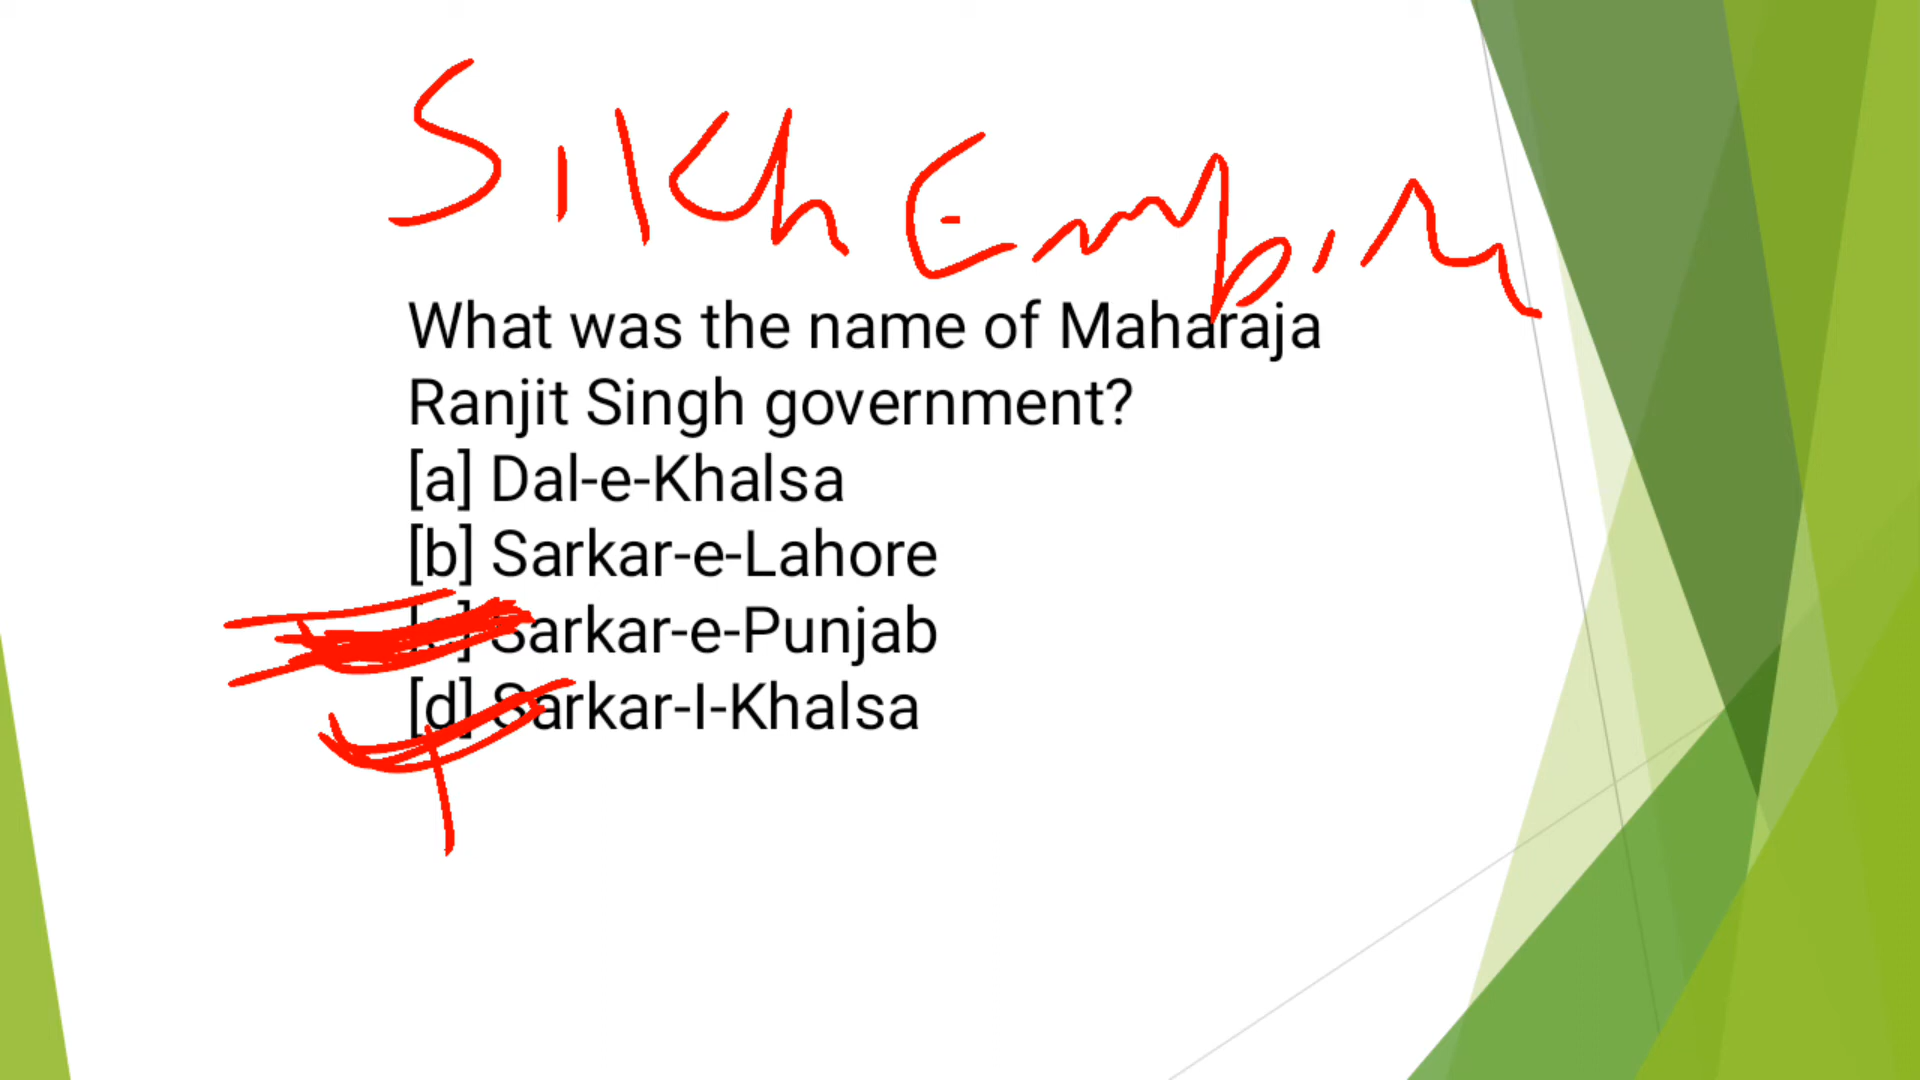 Sikh Empire
What was the name of Maharaja
Ranjit Singh government?
[a] Dal-e-Khalsa
[b] Sarkar-e-Lahore
[c] Sarkar-e-Punjab
[d] Sarkar-I-Khalsa